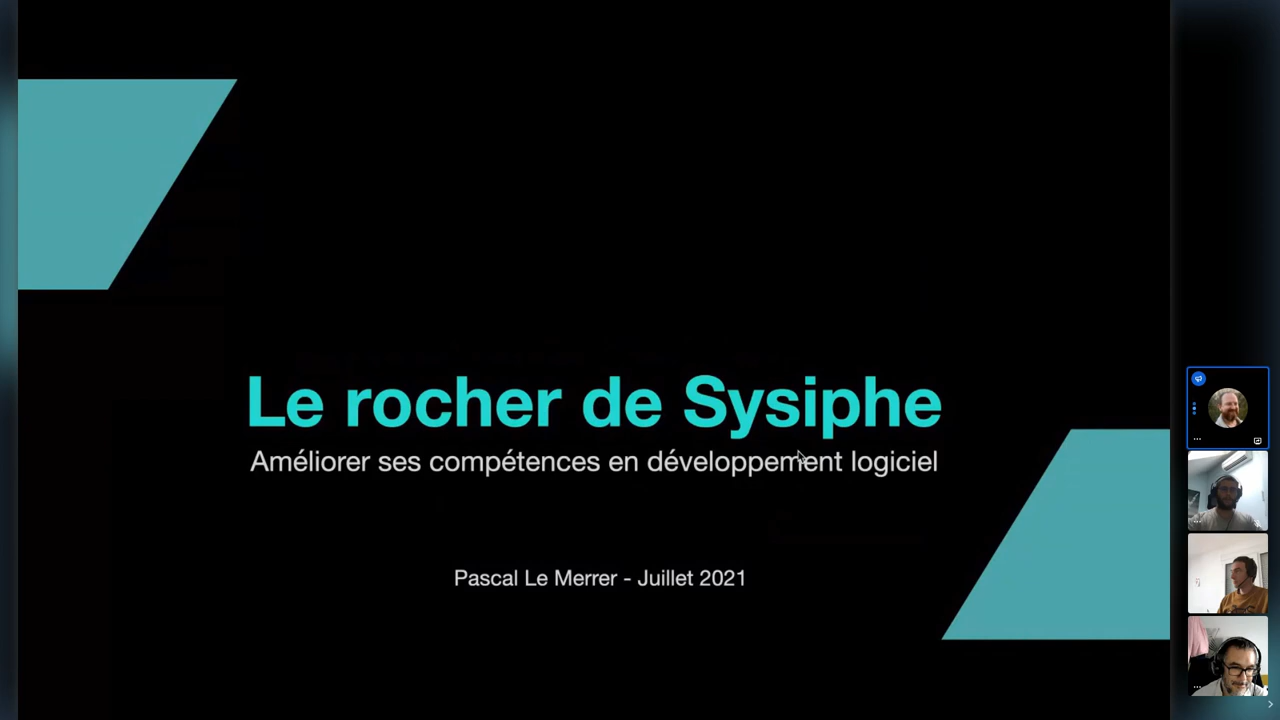 Le rocher de Sysiphe
Améliorer ses compétences en développement logiciel
Pascal Le Merrer - Juillet 2021